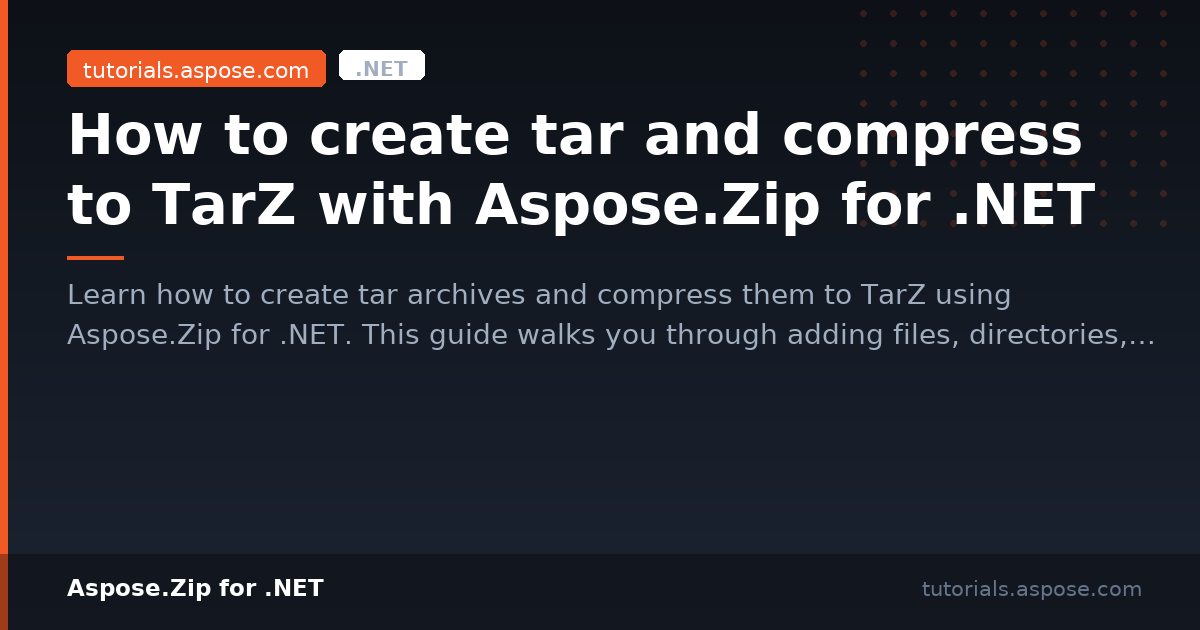 tutorials.aspose.com
.NET
How to create tar and compress
to TarZ with Aspose.Zip for .NET
Learn how to create tar archives and compress them to TarZ using
Aspose.Zip for .NET. This guide walks you through adding files, directories,…
Aspose.Zip for .NET
tutorials.aspose.com